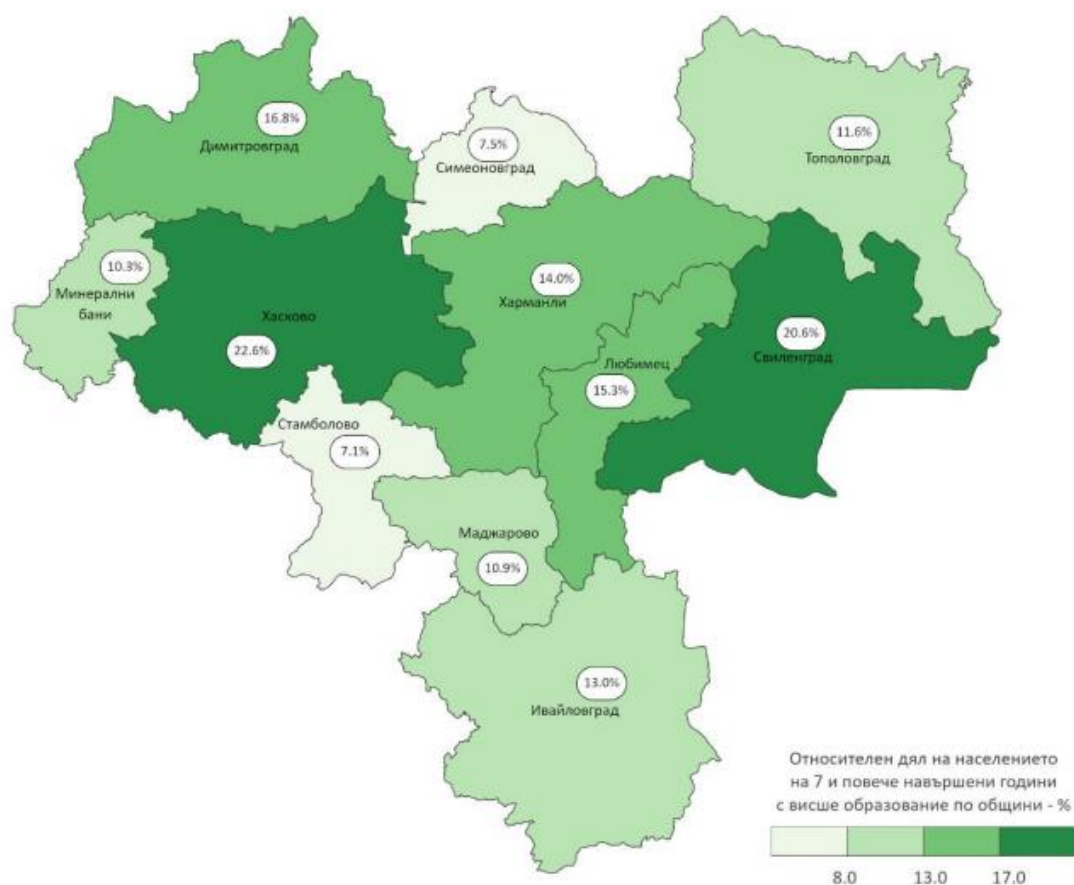 16.8%
Димитровград
7.5%
Симеоновград
11.6%
Тополовград
10.3%
Минерални
бани
Хасково
22.6%
14.0%
Харманли
20.6%
Свиленград
Любимец
15.3%
Стамболово
7.1%
Маджарово
10.9%
13.0%
Ивайловград
Относителен дял на населението
на 7 и повече навършени години
с висше образование по общини - %
8.0 13.0 17.0